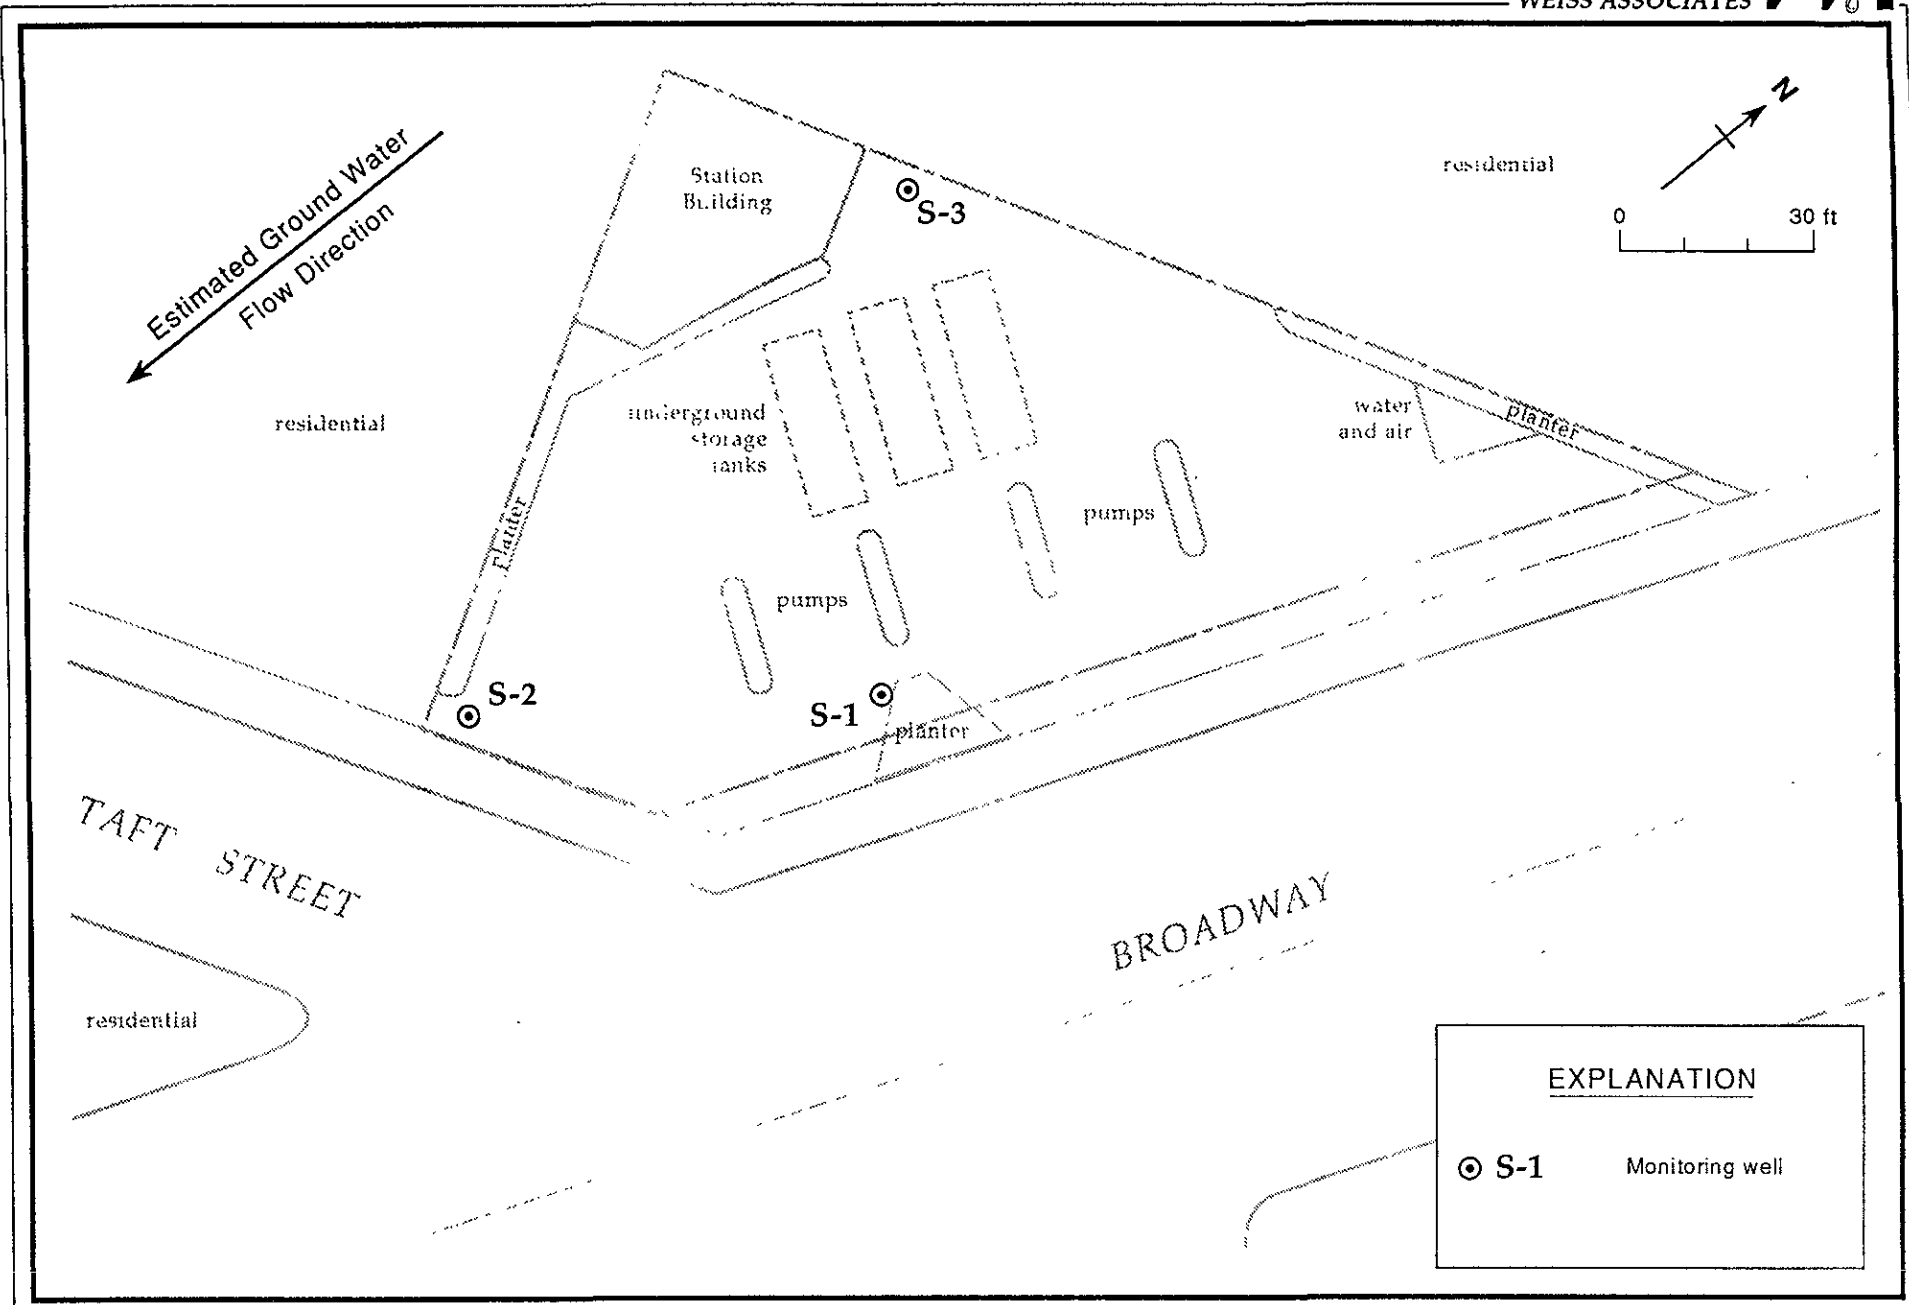 WEISS ASSOCIATES
N
Estimated Ground Water
Flow Direction
Station
Building
S-3
residential
0 30 ft
residential
underground
storage
tanks
water
and air
planter
planter
pumps
pumps
S-2
S-1
planter
TAFT STREET
BROADWAY
residential
EXPLANATION
S-1 Monitoring well